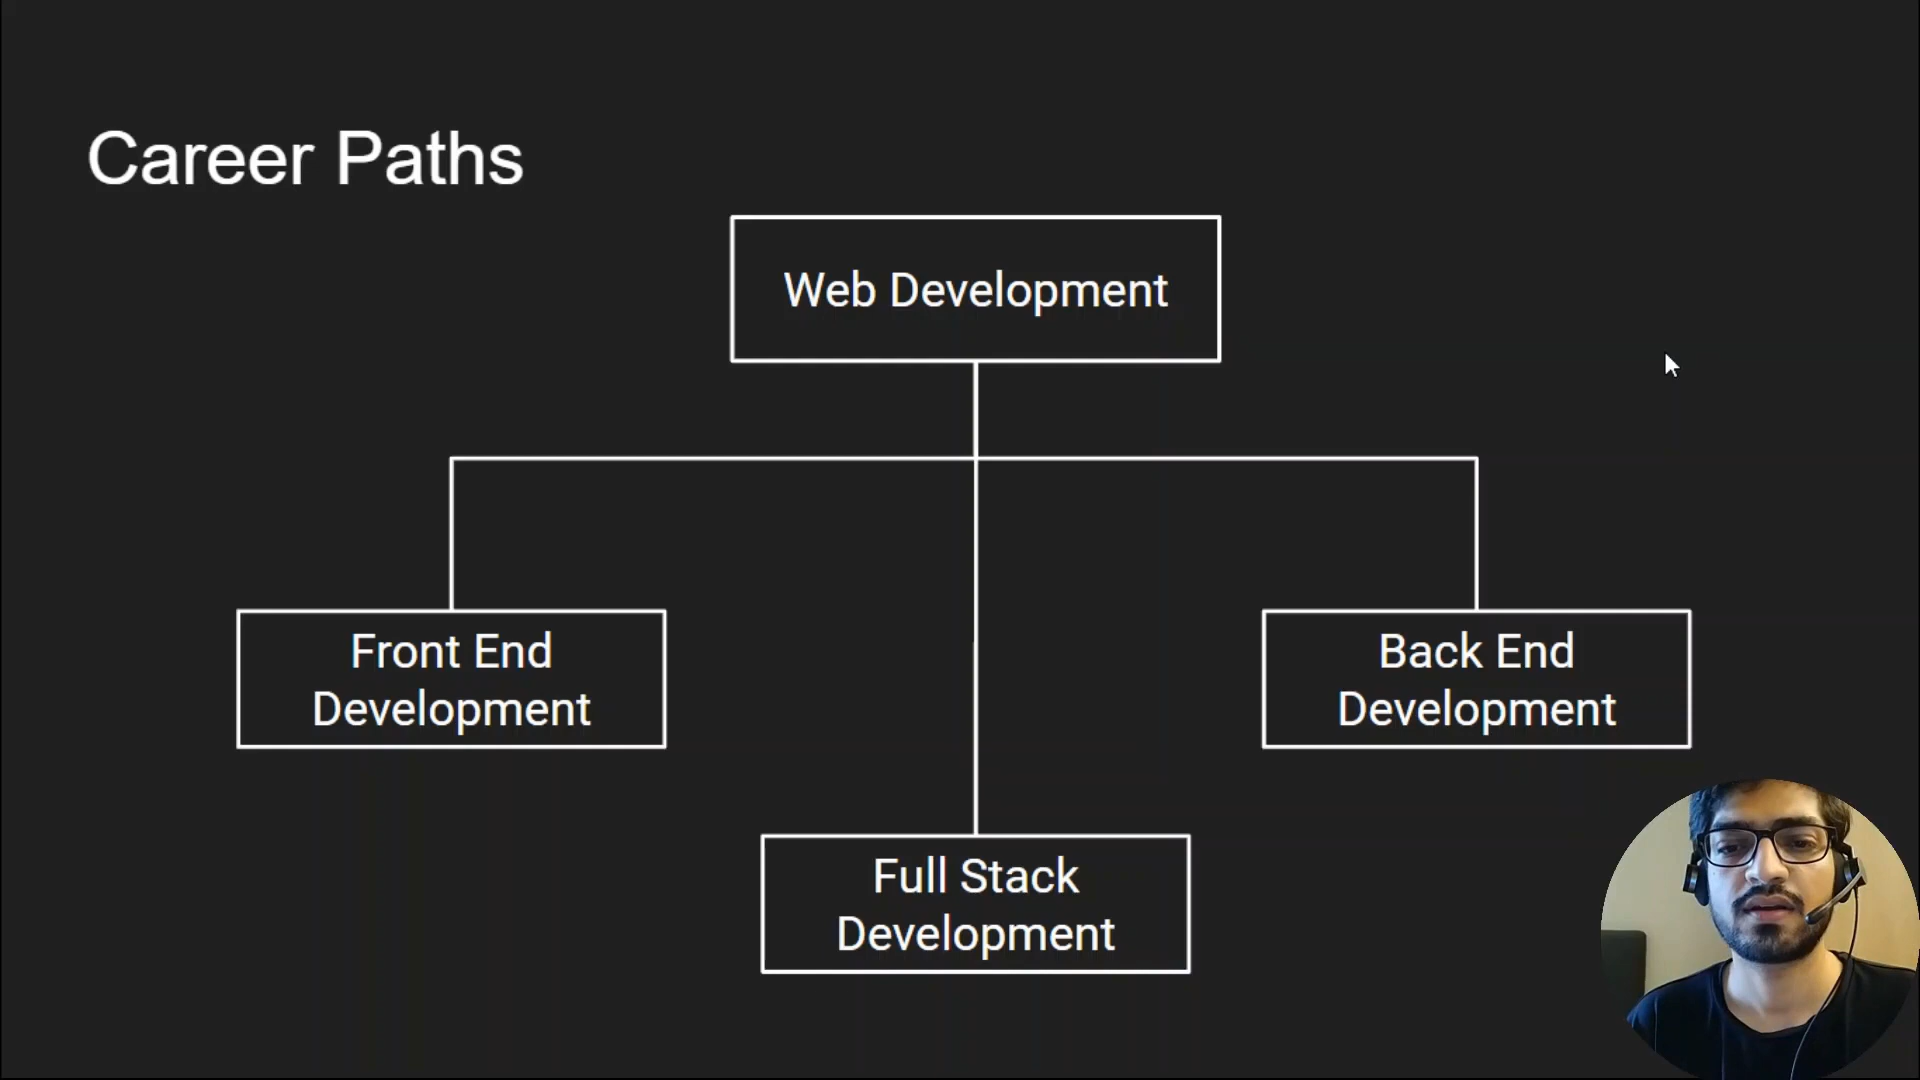 Career Paths
Web Development
Front End
Development
Back End
Development
Full Stack
Development